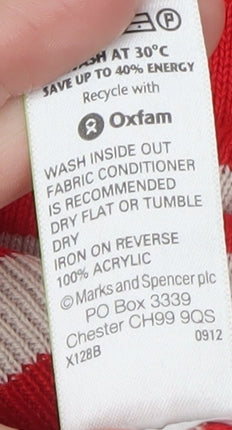 WASH AT 30°C
SAVE UP TO 40% ENERGY
Recycle with
Oxfam
WASH INSIDE OUT
FABRIC CONDITIONER
IS RECOMMENDED
DRY FLAT OR TUMBLE
DRY
IRON ON REVERSE
100% ACRYLIC
© Marks and Spencer plc
PO Box 3339
Chester CH99 9QS
X128B 0912